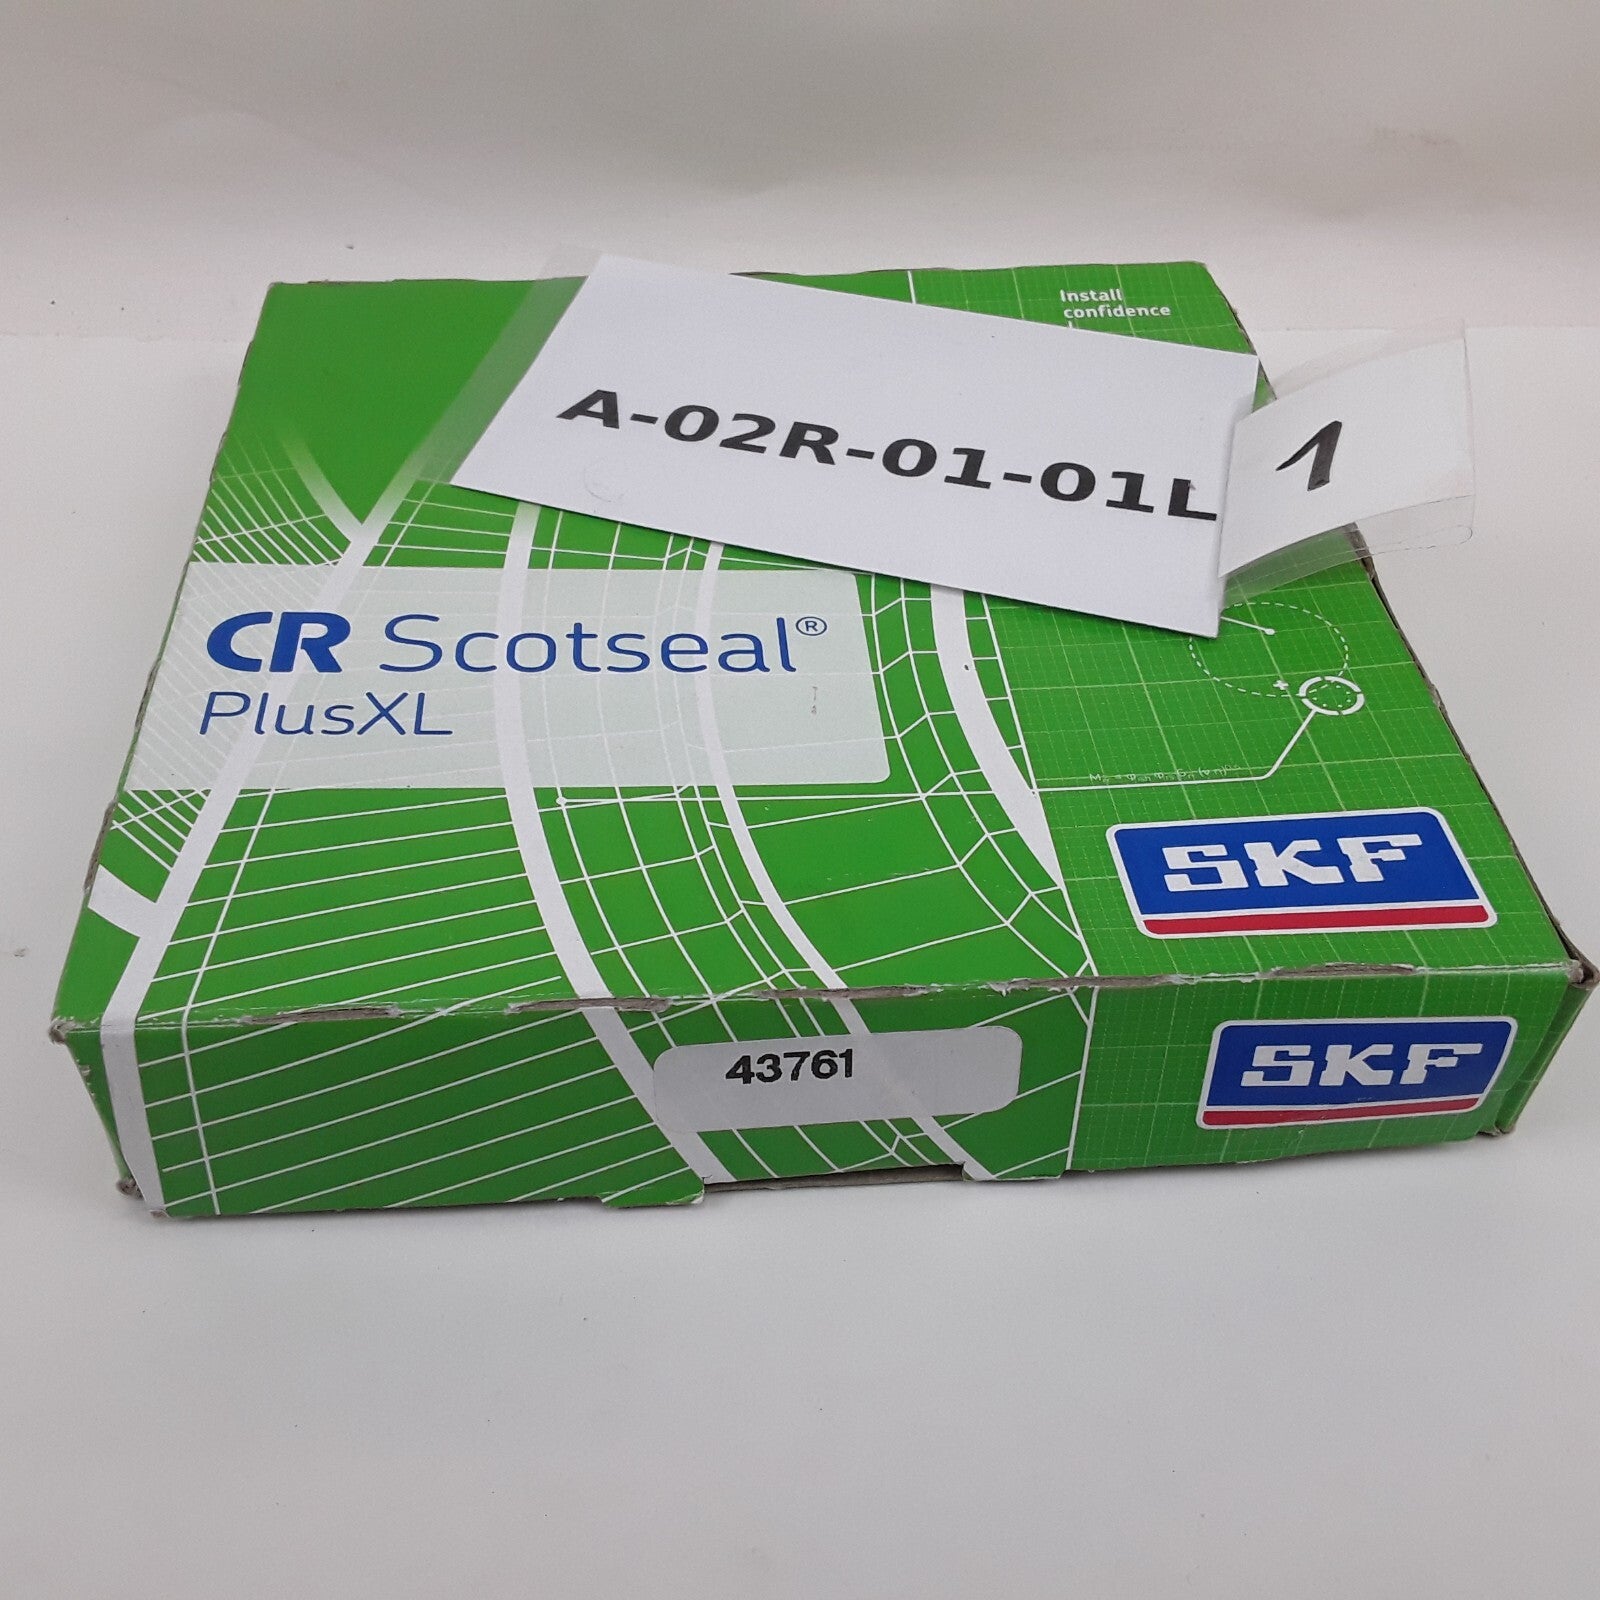 Install
confidence
A-02R-01-01L
1
CR Scotseal®
PlusXL
SKF
43761
SKF